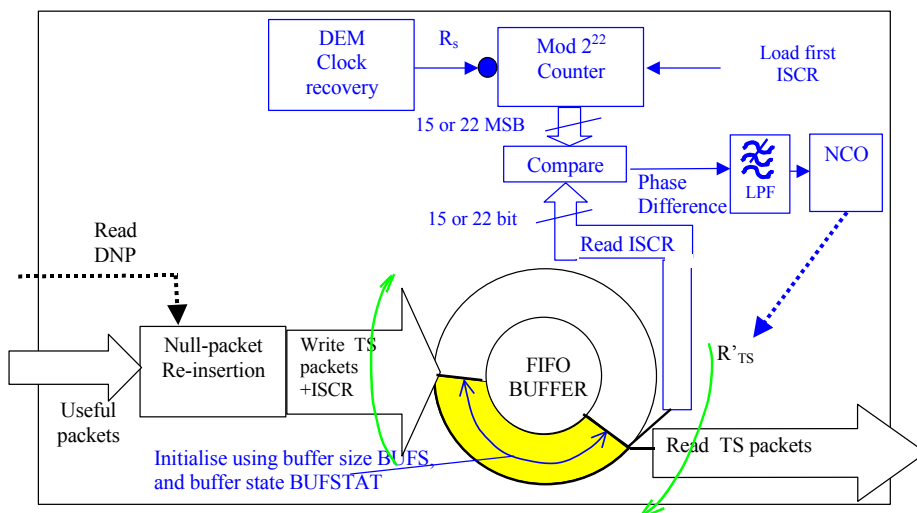 DEM
Clock
recovery
Rs
Mod 2²²
Counter
Load first
ISCR
15 or 22 MSB
Compare
Phase
Difference
LPF
NCO
15 or 22 bit
Read ISCR
Read
DNP
Null-packet
Re-insertion
Write TS
packets
+ISCR
FIFO
BUFFER
R’TS
Useful
packets
Read TS packets
Initialise using buffer size BUFS,
and buffer state BUFSTAT